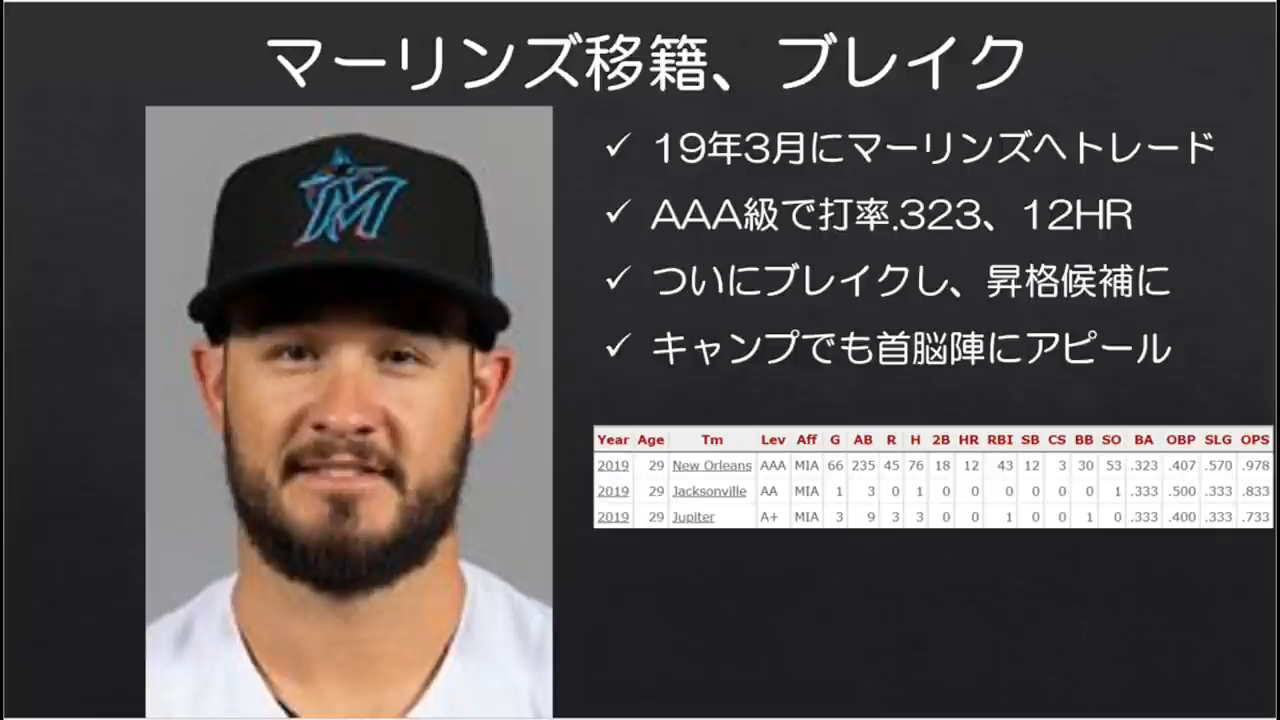 マーリンズ移籍、ブレイク
M
✓ 19年3月にマーリンズへトレード
✓ AAA級で打率.323、12HR
✓ ついにブレイクし、昇格候補に
✓ キャンプでも首脳陣にアピール
Year Age Tm Lev Aff G AB R H 2B HR RBI SB CS BB SO BA OBP SLG OPS
2019 29 New Orleans AAA MIA 66 235 45 76 18 12 43 12 3 30 53 .323 .407 .570 .978
2019 29 Jacksonville AA MIA 1 3 0 1 0 0 0 0 0 0 1 .333 .500 .333 .833
2019 29 Jupiter A+ MIA 3 9 3 3 0 0 1 0 0 1 0 .333 .400 .333 .733